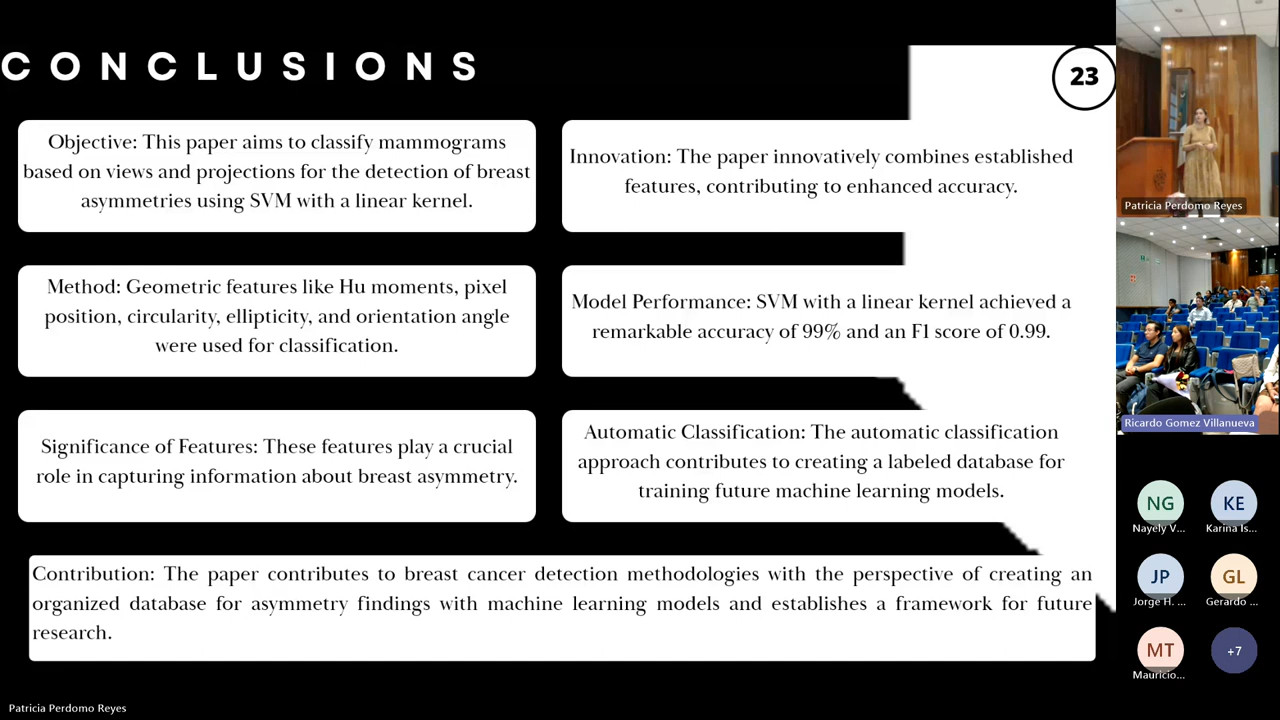 CONCLUSIONS
23
Objective: This paper aims to classify mammograms
based on views and projections for the detection of breast
asymmetries using SVM with a linear kernel.
Innovation: The paper innovatively combines established
features, contributing to enhanced accuracy.
Method: Geometric features like Hu moments, pixel
position, circularity, ellipticity, and orientation angle
were used for classification.
Model Performance: SVM with a linear kernel achieved a
remarkable accuracy of 99% and an F1 score of 0.99.
Significance of Features: These features play a crucial
role in capturing information about breast asymmetry.
Automatic Classification: The automatic classification
approach contributes to creating a labeled database for
training future machine learning models.
Contribution: The paper contributes to breast cancer detection methodologies with the perspective of creating an
organized database for asymmetry findings with machine learning models and establishes a framework for future
research.
Patricia Perdomo Reyes
Patricia Perdomo Reyes
Ricardo Gomez Villanueva
NG
Nayely V...
KE
Karina Is...
JP
Jorge H. ...
GL
Gerardo ...
MT
Mauricio...
+7